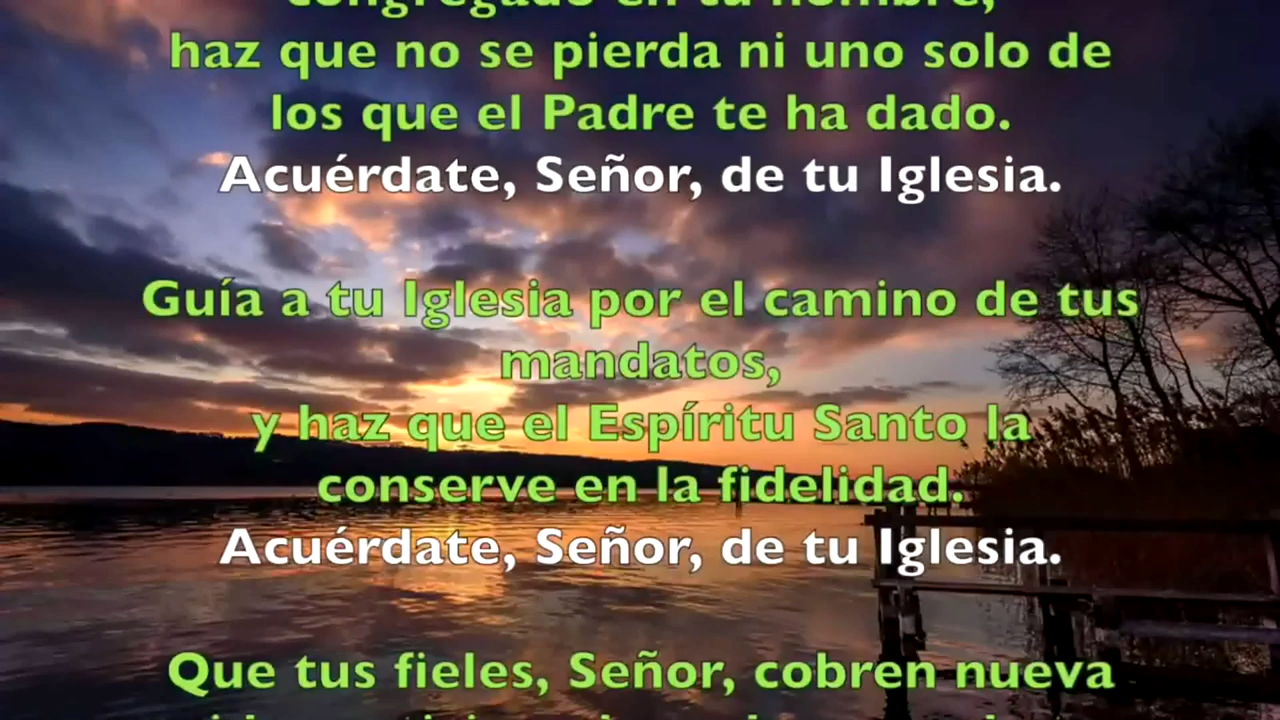 congregado en tu nombre,
haz que no se pierda ni uno solo de
los que el Padre te ha dado.
Acuérdate, Señor, de tu Iglesia.
Guía a tu Iglesia por el camino de tus
mandatos,
y haz que el Espíritu Santo la
conserve en la fidelidad.
Acuérdate, Señor, de tu Iglesia.
Que tus fieles, Señor, cobren nueva